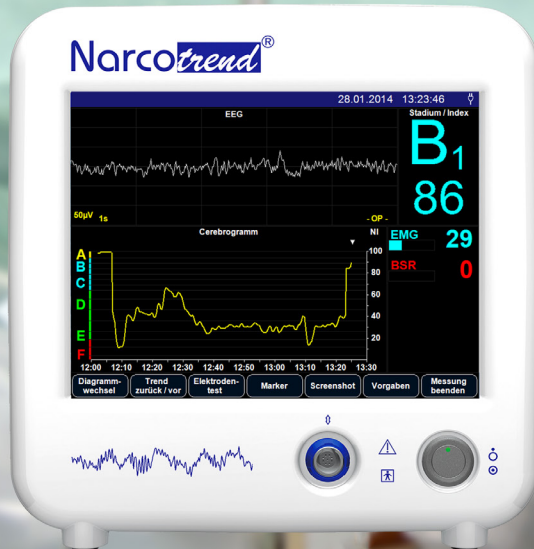 Narcotrend®
28.01.2014 13:23:46
EEG
Stadium / Index
B1
86
50µV 1s
- OP -
Cerebrogramm
NI
EMG 29
BSR 0
A
B
C
D
E
F
100
80
60
40
20
12:00 12:10 12:20 12:30 12:40 12:50 13:00 13:10 13:20 13:30
Diagramm-
wechsel
Trend
zurück / vor
Elektroden-
test
Marker
Screenshot
Vorgaben
Messung
beenden